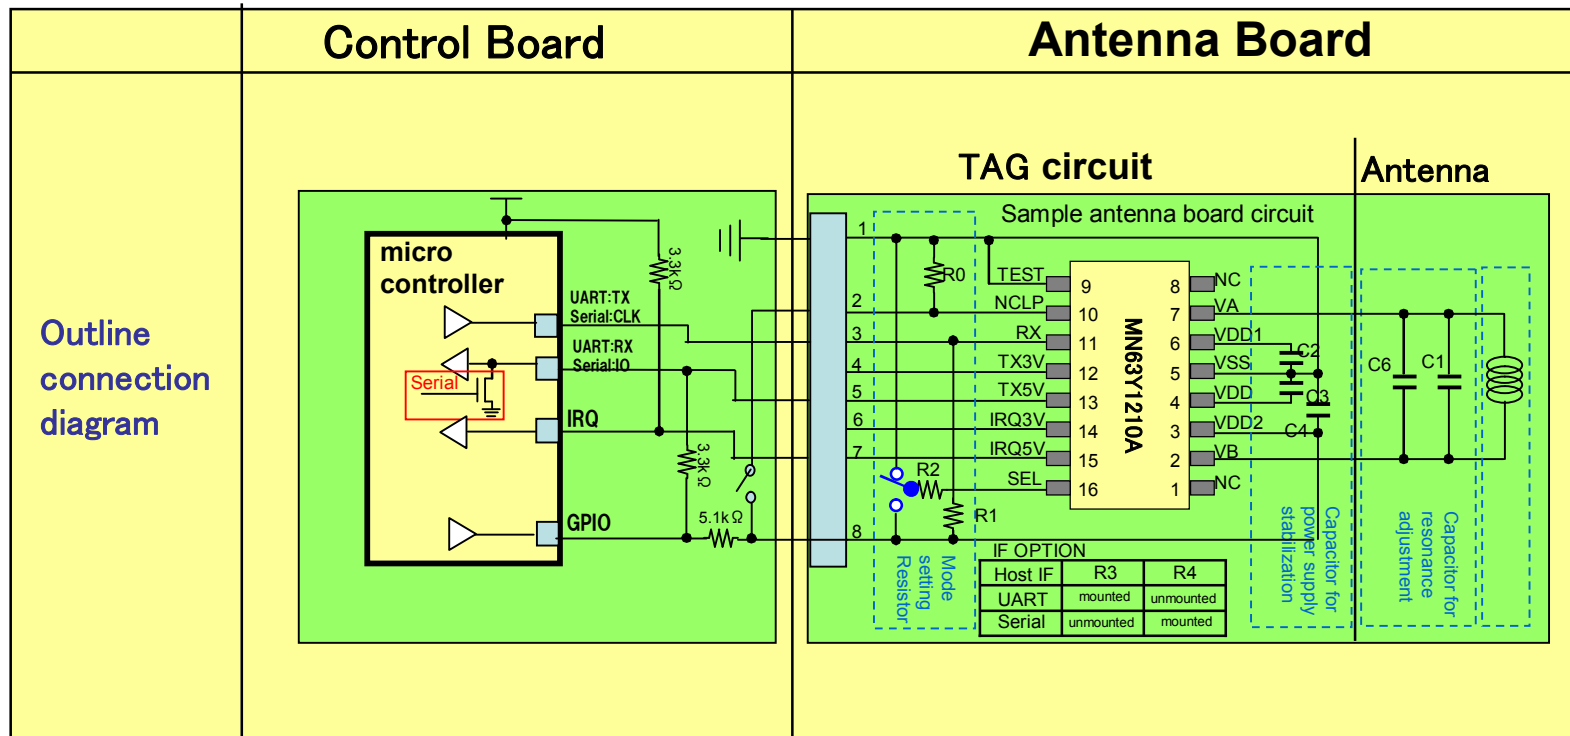 Control Board
Antenna Board
Outline
connection
diagram
TAG circuit
Antenna
micro
controller
UART:TX
Serial:CLK
UART:RX
Serial:IO
Serial
IRQ
GPIO
3.3kΩ
3.3kΩ
5.1kΩ
Sample antenna board circuit
1
2
3
4
5
6
7
8
R0
R2
R1
TEST
NCLP
RX
TX3V
TX5V
IRQ3V
IRQ5V
SEL
9
10
11
12
13
14
15
16
MN63Y1210A
8
7
6
5
4
3
2
1
NC
VA
VDD1
VSS
VDD
VDD2
VB
NC
C2
C3
C4
C6
C1
Mode
setting
Resistor
IF OPTION
Host IF R3 R4
UART mounted unmounted
Serial unmounted mounted
Capacitor for
power supply
stabilization
Capacitor for
resonance
adjustment